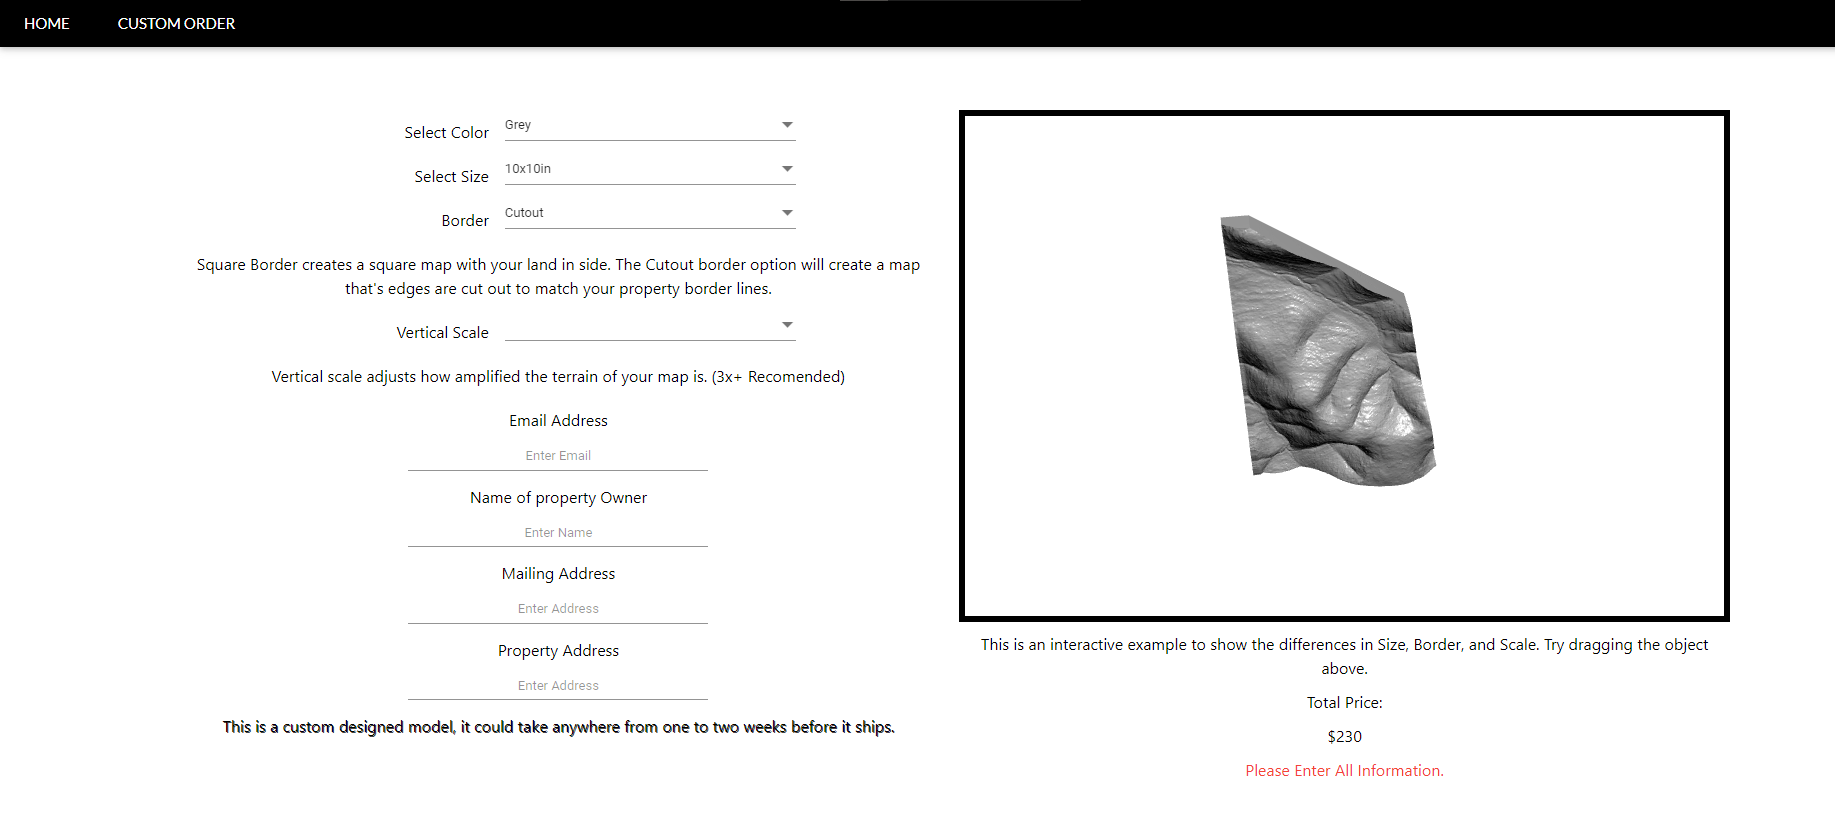 HOME CUSTOM ORDER
Select Color Grey
Select Size 10x10in
Border Cutout
Square Border creates a square map with your land in side. The Cutout border option will create a map
that's edges are cut out to match your property border lines.
Vertical Scale
Vertical scale adjusts how amplified the terrain of your map is. (3x+ Recomended)
Email Address
Enter Email
Name of property Owner
Enter Name
Mailing Address
Enter Address
Property Address
Enter Address
This is a custom designed model, it could take anywhere from one to two weeks before it ships.
This is an interactive example to show the differences in Size, Border, and Scale. Try dragging the object
above.
Total Price:
$230
Please Enter All Information.